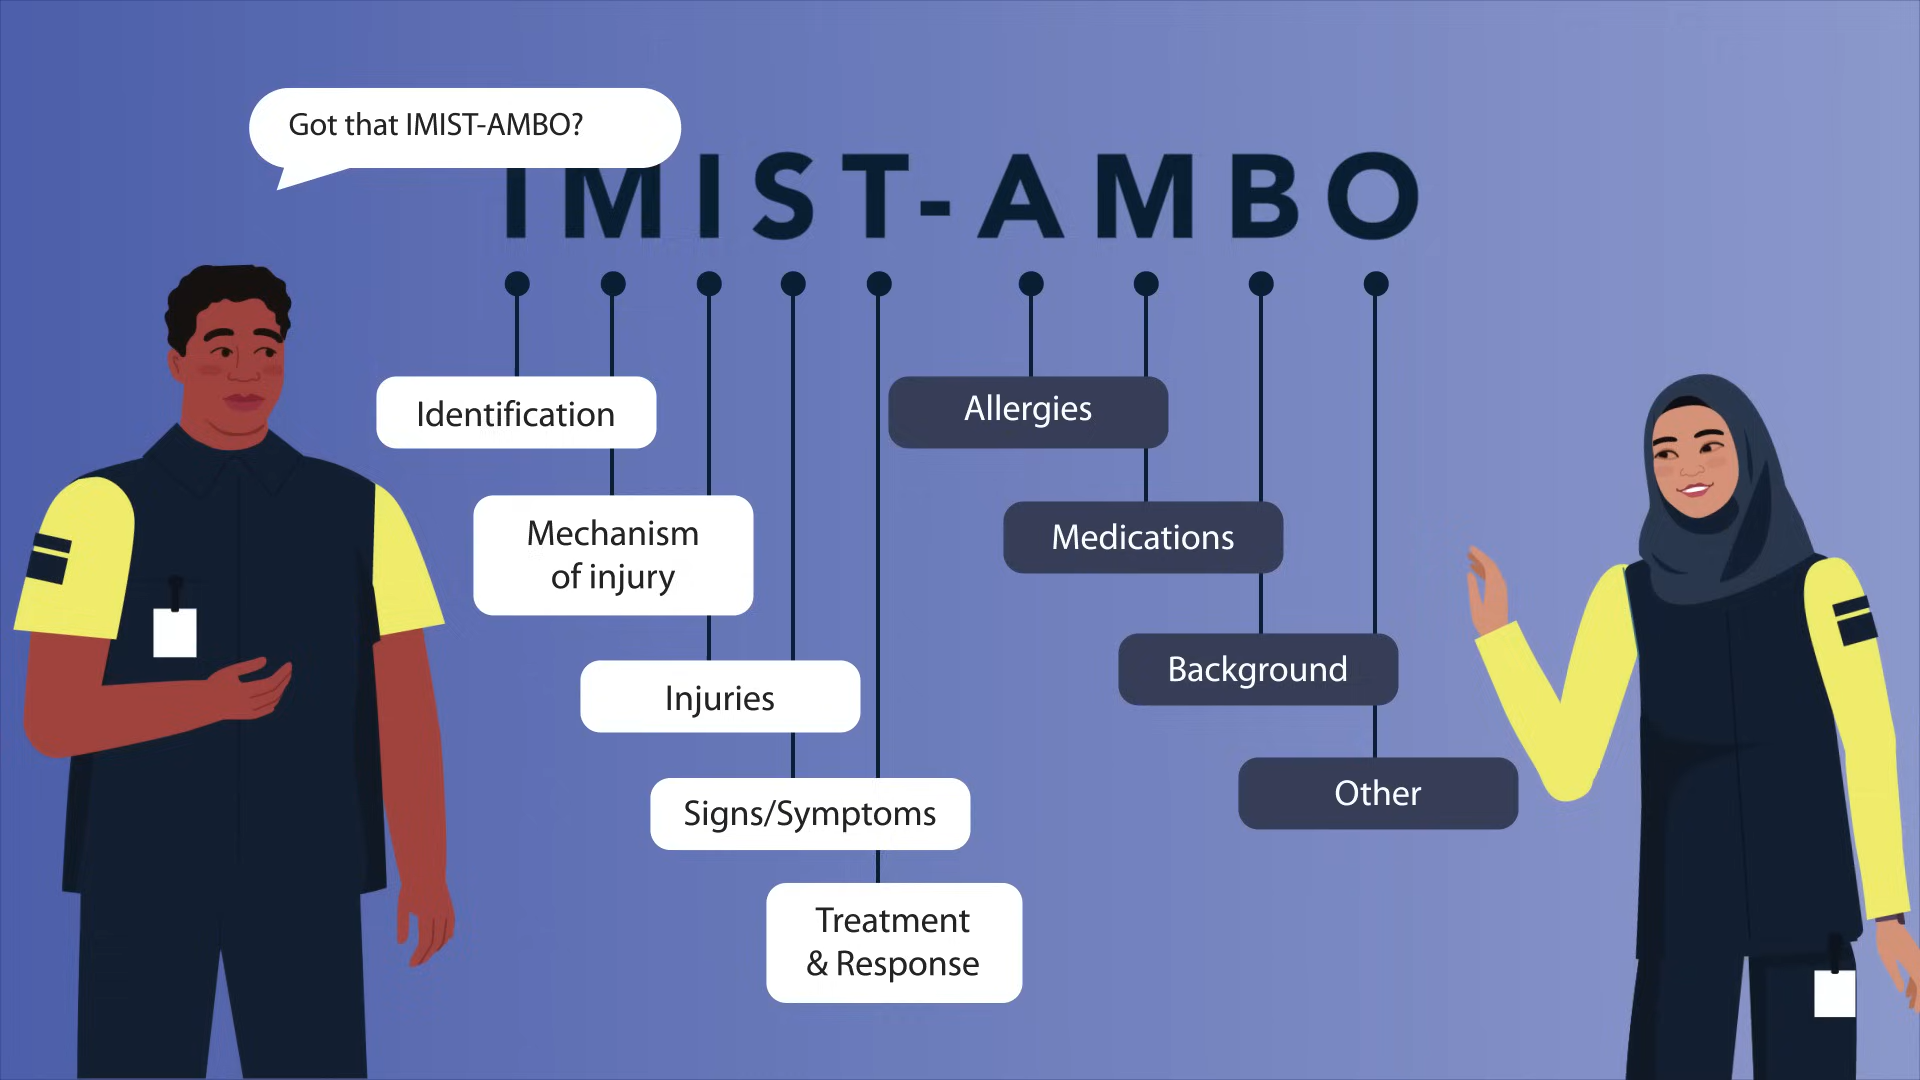 Got that IMIST-AMBO?
IMIST-AMBO
Identification
Mechanism
of injury
Injuries
Signs/Symptoms
Treatment
& Response
Allergies
Medications
Background
Other